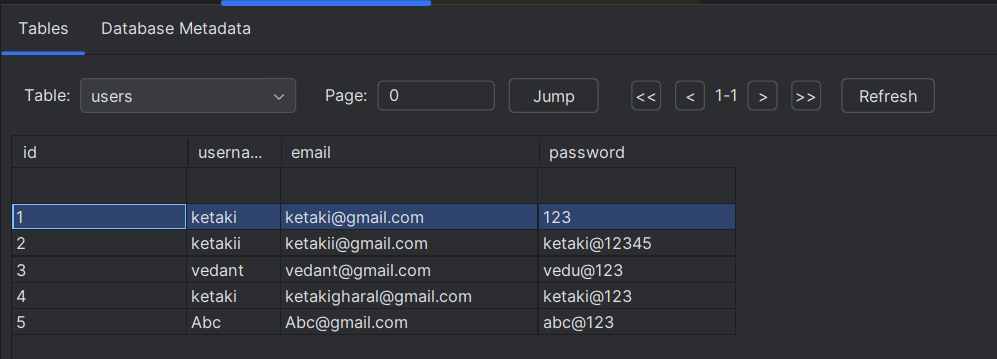 Tables Database Metadata
Table: users Page: 0 Jump << < 1-1 > >> Refresh
id userna... email password
1 ketaki ketaki@gmail.com 123
2 ketakii ketakii@gmail.com ketaki@12345
3 vedant vedant@gmail.com vedu@123
4 ketaki ketakigharal@gmail.com ketaki@123
5 Abc Abc@gmail.com abc@123